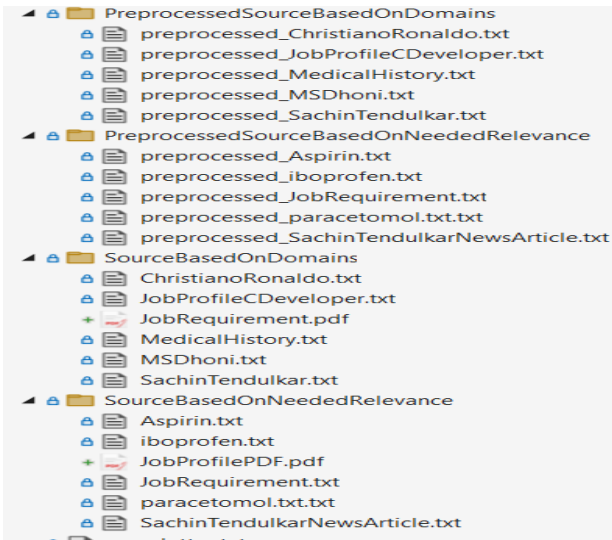 PreprocessedSourceBasedOnDomains
preprocessed_ChristianoRonaldo.txt
preprocessed_JobProfileCDeveloper.txt
preprocessed_MedicalHistory.txt
preprocessed_MSDhoni.txt
preprocessed_SachinTendulkar.txt
PreprocessedSourceBasedOnNeededRelevance
preprocessed_Aspirin.txt
preprocessed_iboprofen.txt
preprocessed_JobRequirement.txt
preprocessed_paracetomol.txt.txt
preprocessed_SachinTendulkarNewsArticle.txt
SourceBasedOnDomains
ChristianoRonaldo.txt
JobProfileCDeveloper.txt
JobRequirement.pdf
MedicalHistory.txt
MSDhoni.txt
SachinTendulkar.txt
SourceBasedOnNeededRelevance
Aspirin.txt
iboprofen.txt
JobProfilePDF.pdf
JobRequirement.txt
paracetomol.txt.txt
SachinTendulkarNewsArticle.txt